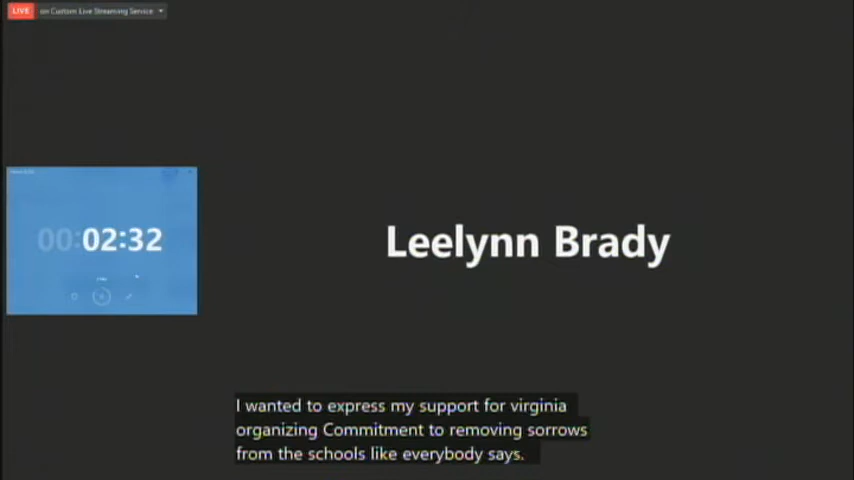 LIVE on Custom Live Streaming Service
00:02:32
Leelynn Brady
I wanted to express my support for virginia
organizing Commitment to removing sorrows
from the schools like everybody says.